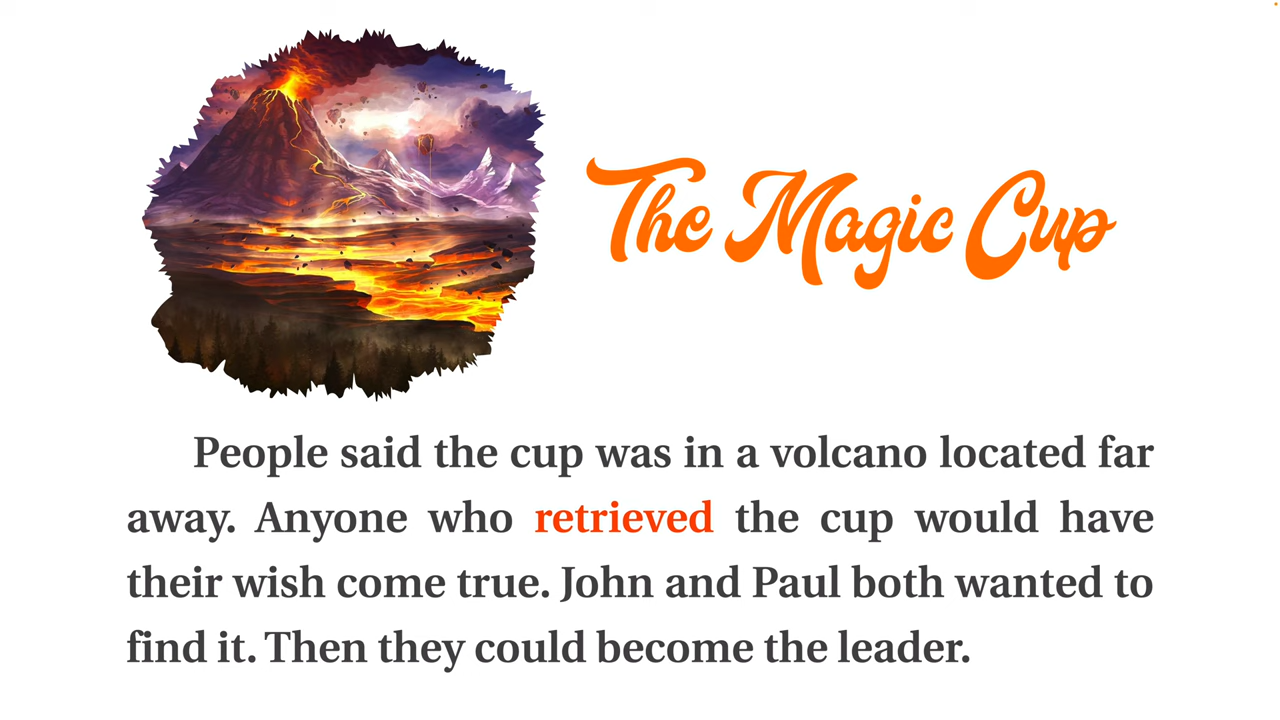 The Magic Cup
People said the cup was in a volcano located far
away. Anyone who retrieved the cup would have
their wish come true. John and Paul both wanted to
find it. Then they could become the leader.